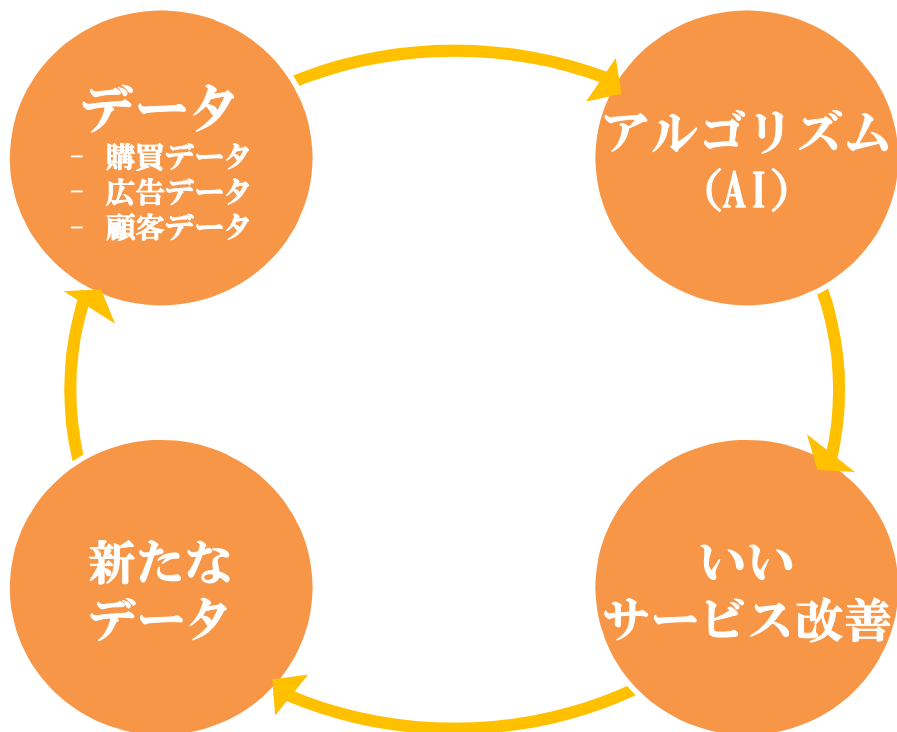 データ
- 購買データ
- 広告データ
- 顧客データ
アルゴリズム
(AI)
新たな
データ
いい
サービス改善